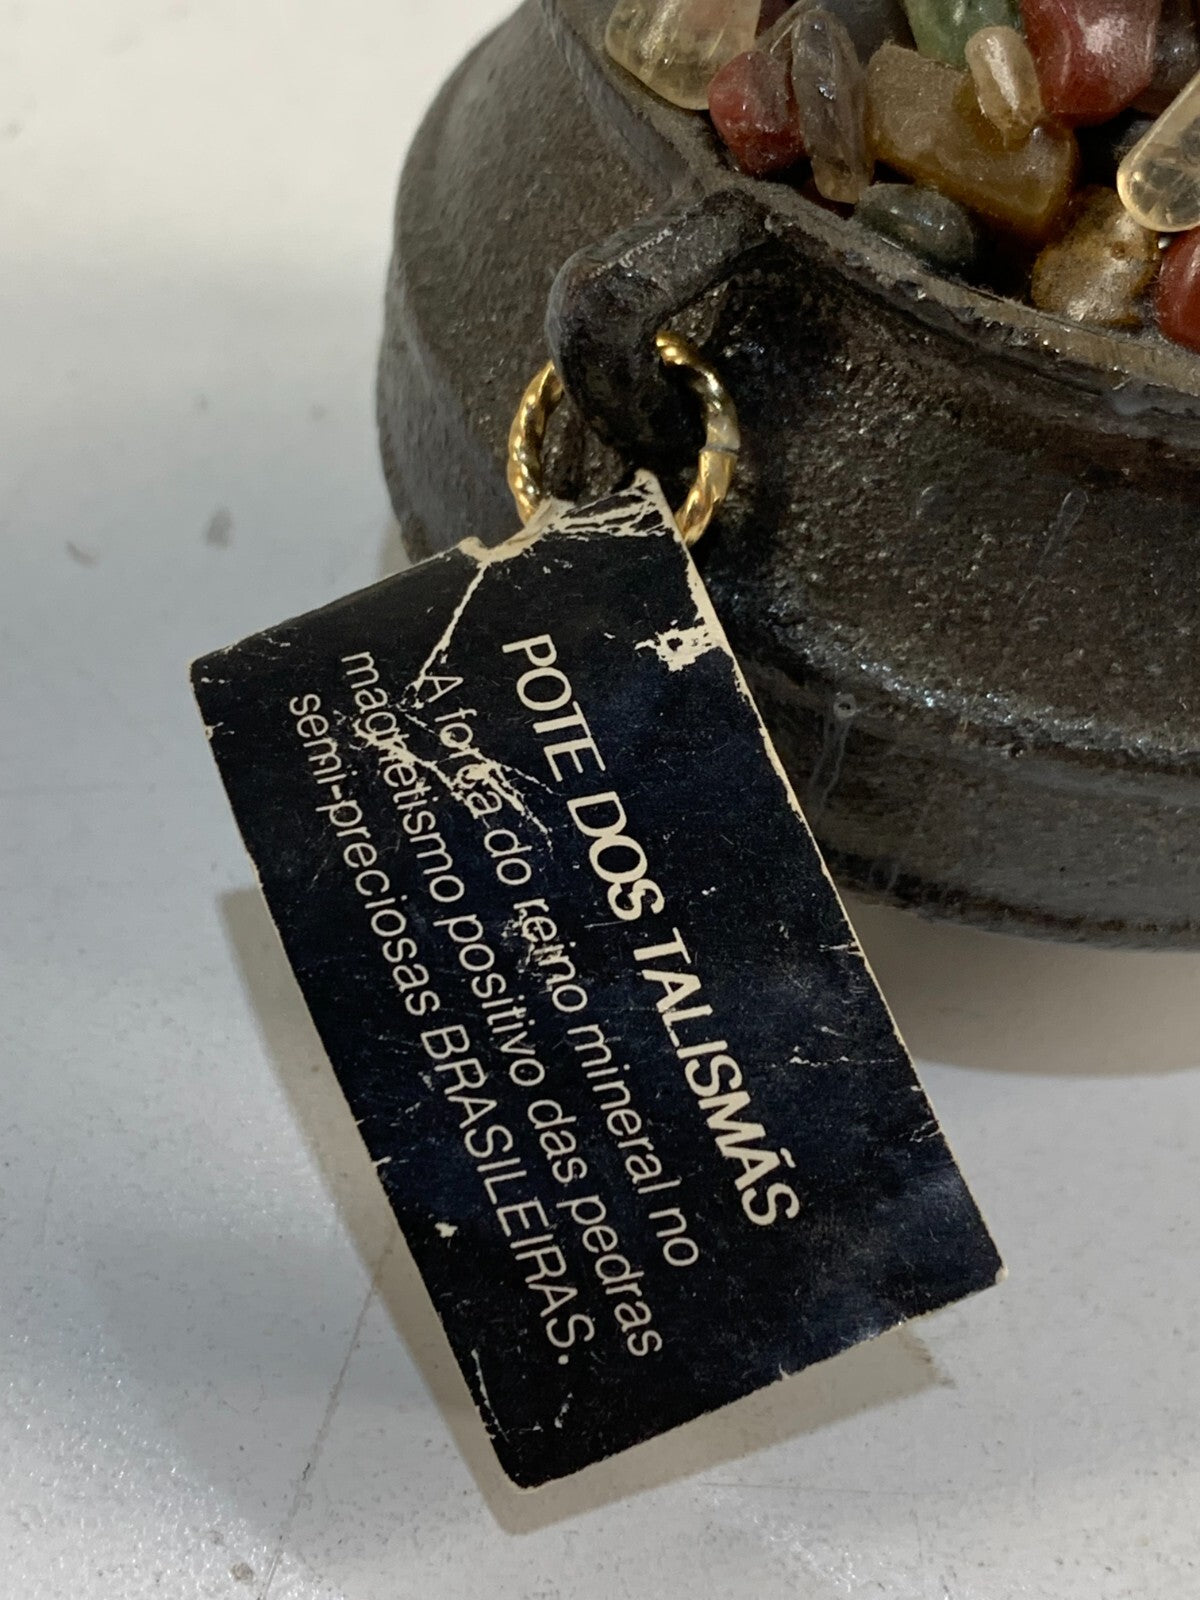 POTE DOS TALISMÃS
A força do reino mineral no
magnetismo positivo das pedras
semi-preciosas BRASILEIRAS.